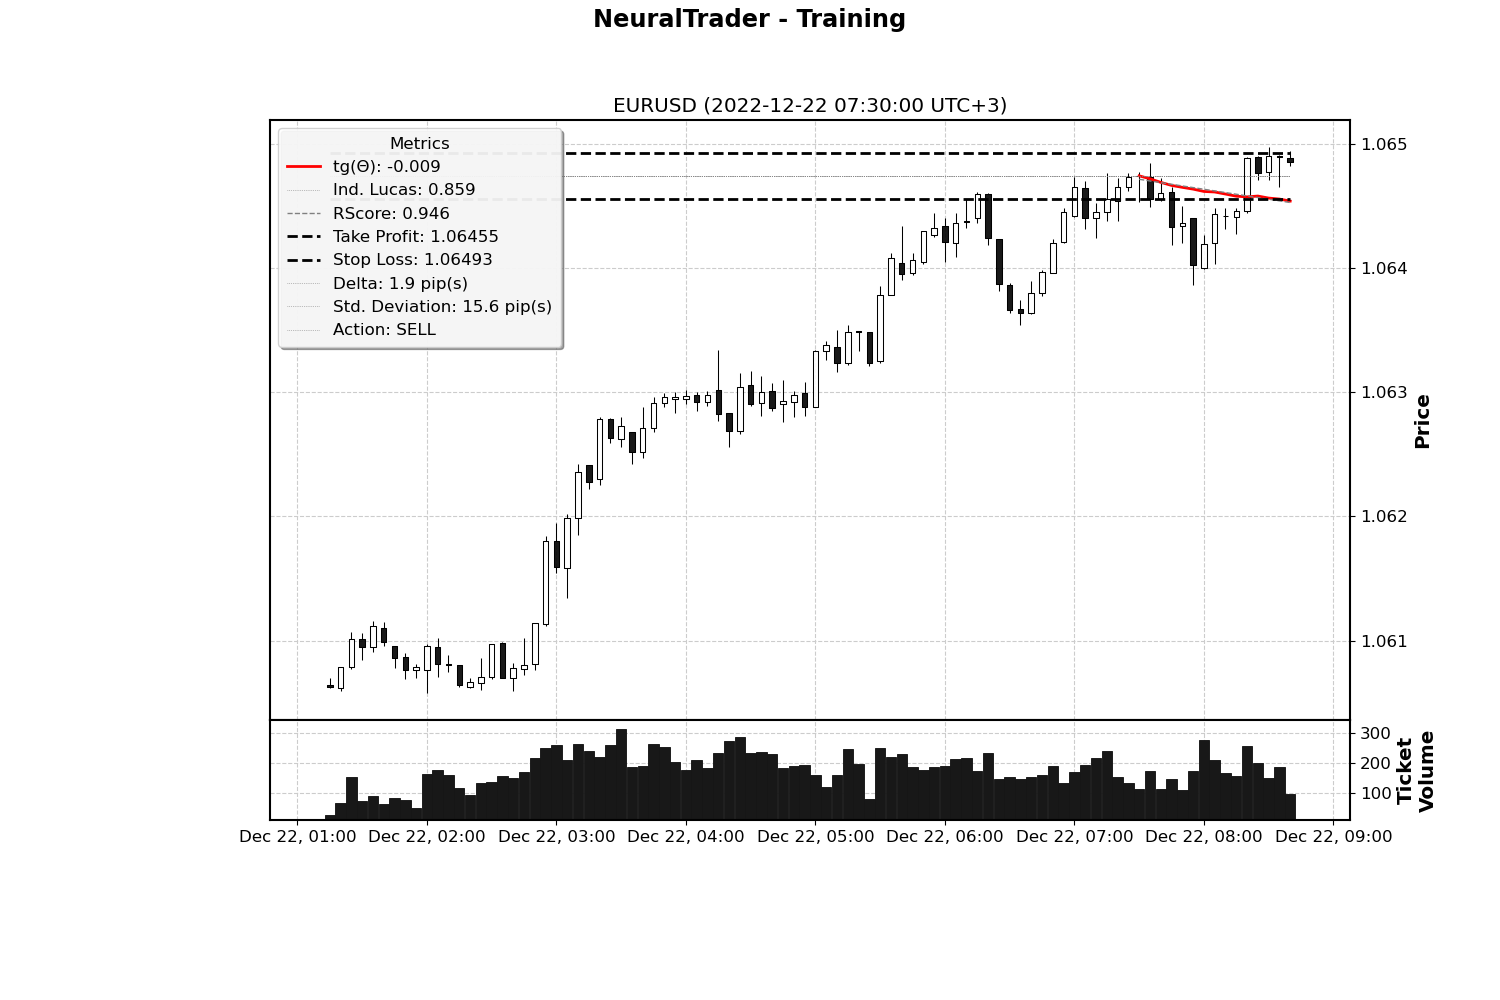 NeuralTrader - Training
EURUSD (2022-12-22 07:30:00 UTC+3)
Metrics
tg(Θ): -0.009
Ind. Lucas: 0.859
RScore: 0.946
Take Profit: 1.06455
Stop Loss: 1.06493
Delta: 1.9 pip(s)
Std. Deviation: 15.6 pip(s)
Action: SELL
1.065
1.064
1.063
1.062
1.061
Price
300
200
100
Ticket
Volume
Dec 22, 01:00 Dec 22, 02:00 Dec 22, 03:00 Dec 22, 04:00 Dec 22, 05:00 Dec 22, 06:00 Dec 22, 07:00 Dec 22, 08:00 Dec 22, 09:00